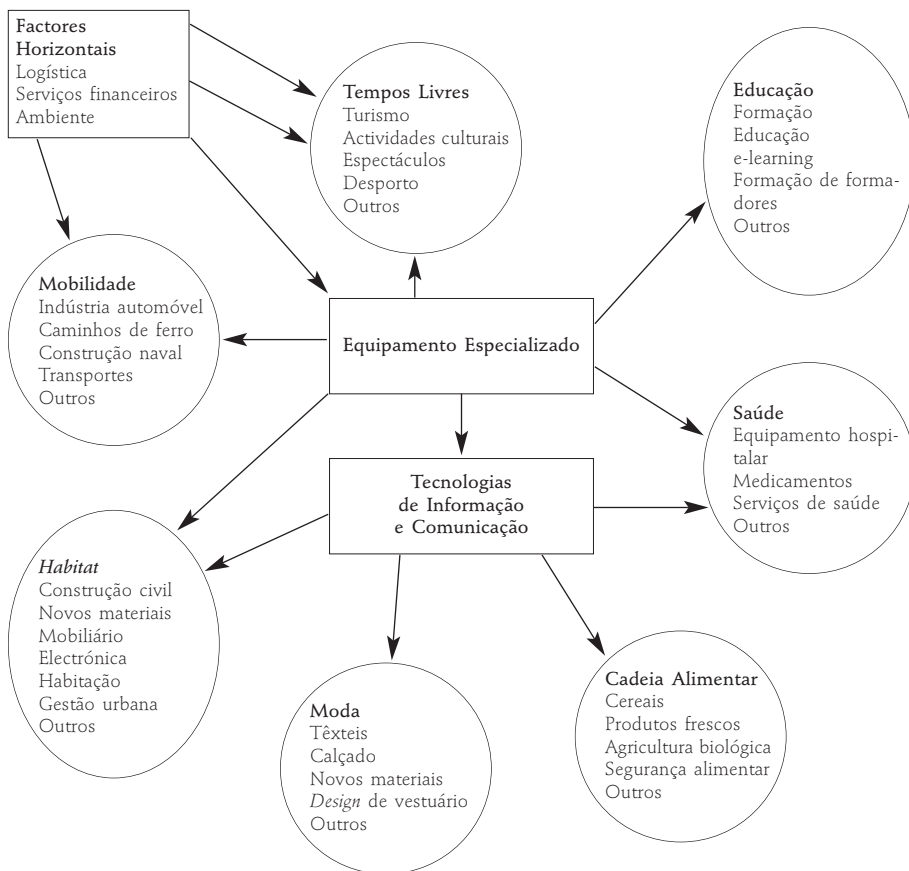 Factores
Horizontais
Logística
Serviços financeiros
Ambiente
Tempos Livres
Turismo
Actividades culturais
Espectáculos
Desporto
Outros
Educação
Formação
Educação
e-learning
Formação de forma-
dores
Outros
Mobilidade
Indústria automóvel
Caminhos de ferro
Construção naval
Transportes
Outros
Equipamento Especializado
Saúde
Equipamento hospi-
talar
Medicamentos
Serviços de saúde
Outros
Tecnologias
de Informação
e Comunicação
Habitat
Construção civil
Novos materiais
Mobiliário
Electrónica
Habitação
Gestão urbana
Outros
Moda
Têxteis
Calçado
Novos materiais
Design de vestuário
Outros
Cadeia Alimentar
Cereais
Produtos frescos
Agricultura biológica
Segurança alimentar
Outros